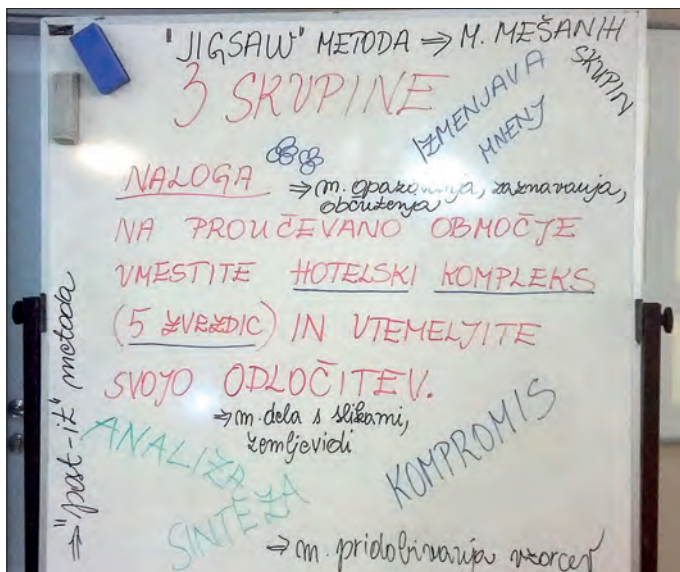 "JIGSAW" METODA ⇒ M. MEŠANIH
SKUPIN
3 SKUPINE
IZMENJAVA
MNENJ
NALOGA
⇒ m. opazovanja, zaznavanja,
občutenja
NA PROUČEVANO OBMOČJE
VMESTITE HOTELSKI KOMPLEKS
(5 ZVEZDIC) IN UTEMELJITE
SVOJO ODLOČITEV.
⇒ m. dela s slikami,
zemljevidi
⇒ "post-it" metoda
ANALIZA
SINTEZA
KOMPROMIS
⇒ m. pridobivanja vzorcev